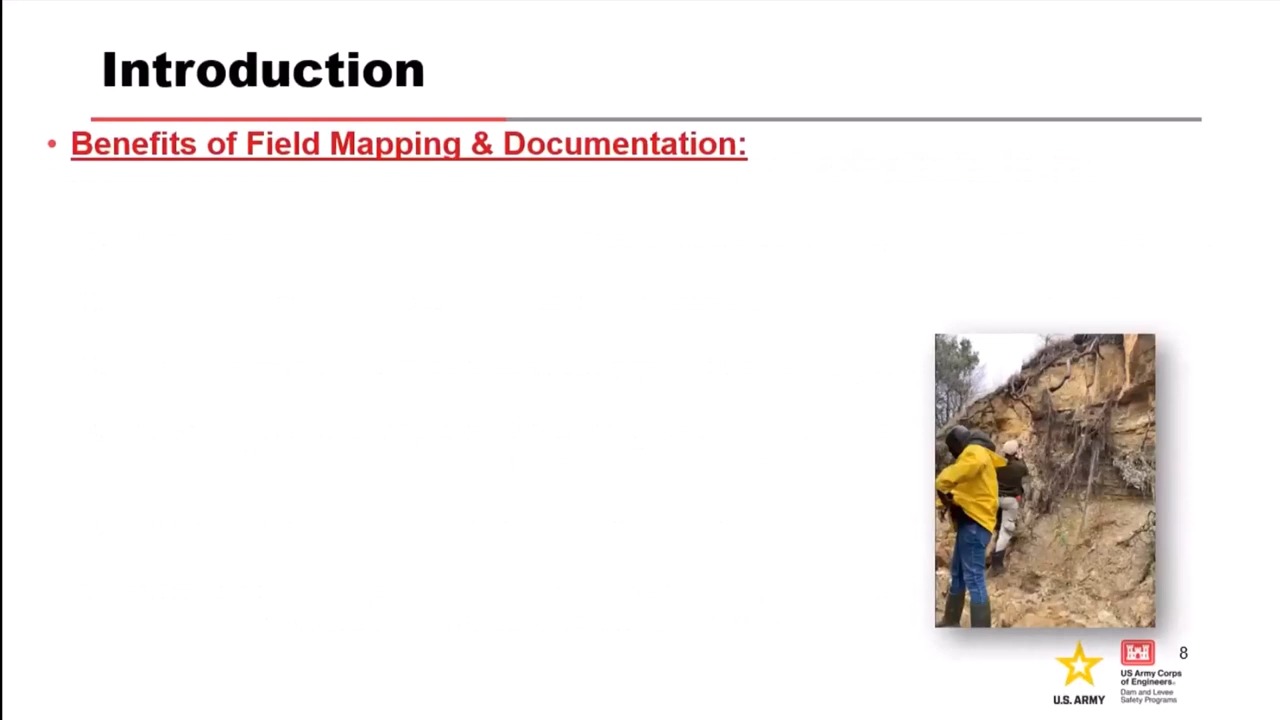 Introduction
• Benefits of Field Mapping & Documentation:
8
U.S. ARMY
US Army Corps
of Engineers.
Dam and Levee
Safety Programs